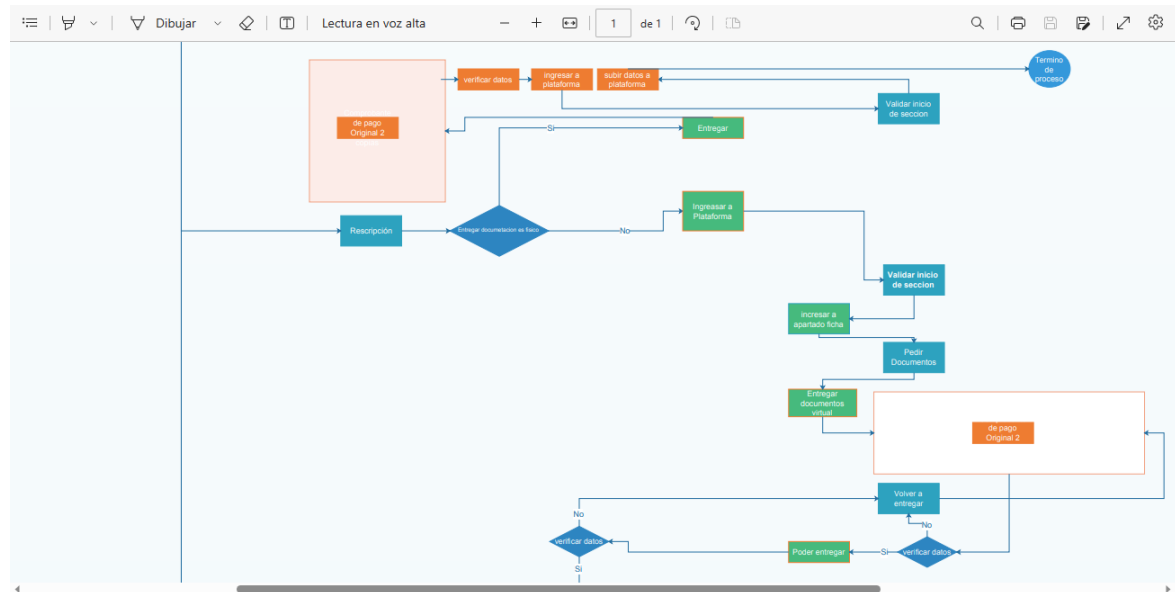 Dibujar
Lectura en voz alta
1
de 1
Termino
de
proceso
verificar datos
ingresar a
plataforma
subir datos a
plataforma
Validar inicio
de seccion
de pago
Original 2
Si
Entregar
Ingreasar a
Plataforma
Rescripción
Entregar documetacion es fisico
No
Validar inicio
de seccion
incresar a
apartado ficha
Pedir
Documentos
Entregar
documentos
virtual
de pago
Original 2
Volver a
entregar
No
No
verificar datos
Poder entregar
Si
verificar datos
Si